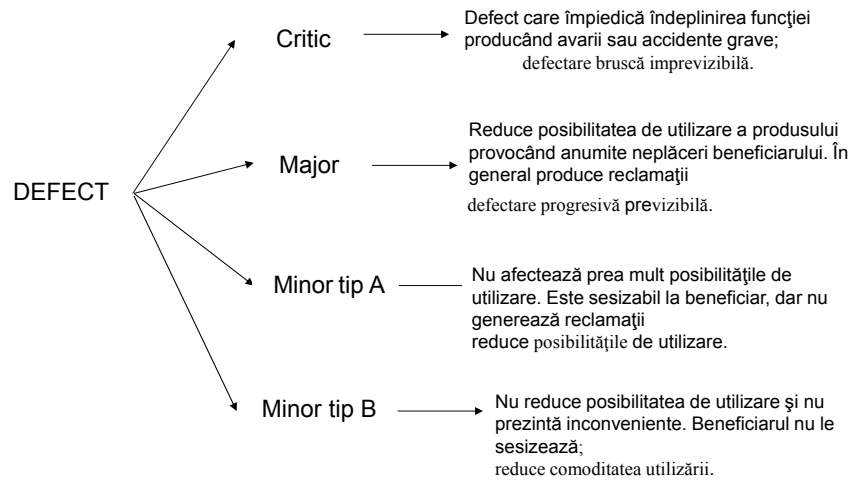 DEFECT
Critic
Defect care împiedică îndeplinirea funcţiei
producând avarii sau accidente grave;
defectare bruscă imprevizibilă.
Major
Reduce posibilitatea de utilizare a produsului
provocând anumite neplăceri beneficiarului. În
general produce reclamaţii
defectare progresivă previzibilă.
Minor tip A
Nu afectează prea mult posibilităţile de
utilizare. Este sesizabil la beneficiar, dar nu
generează reclamaţii
reduce posibilităţile de utilizare.
Minor tip B
Nu reduce posibilitatea de utilizare şi nu
prezintă inconveniente. Beneficiarul nu le
sesizează;
reduce comoditatea utilizării.